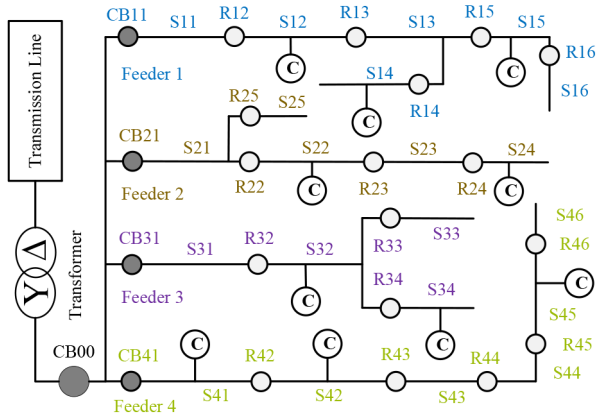 CB11
S11
R12
S12
R13
S13
R15
S15
R16
Feeder 1
C
C
S14
R14
C
S16
Transmission Line
R25
S25
CB21
S21
S22
S23
S24
Feeder 2
R22
C
R23
R24
C
CB31
S31
R32
S32
R33
S33
S46
R46
Feeder 3
C
R34
S34
C
C
S45
Δ
Y
Transformer
CB00
CB41
C
R42
C
R43
R44
R45
S44
Feeder 4
S41
S42
S43